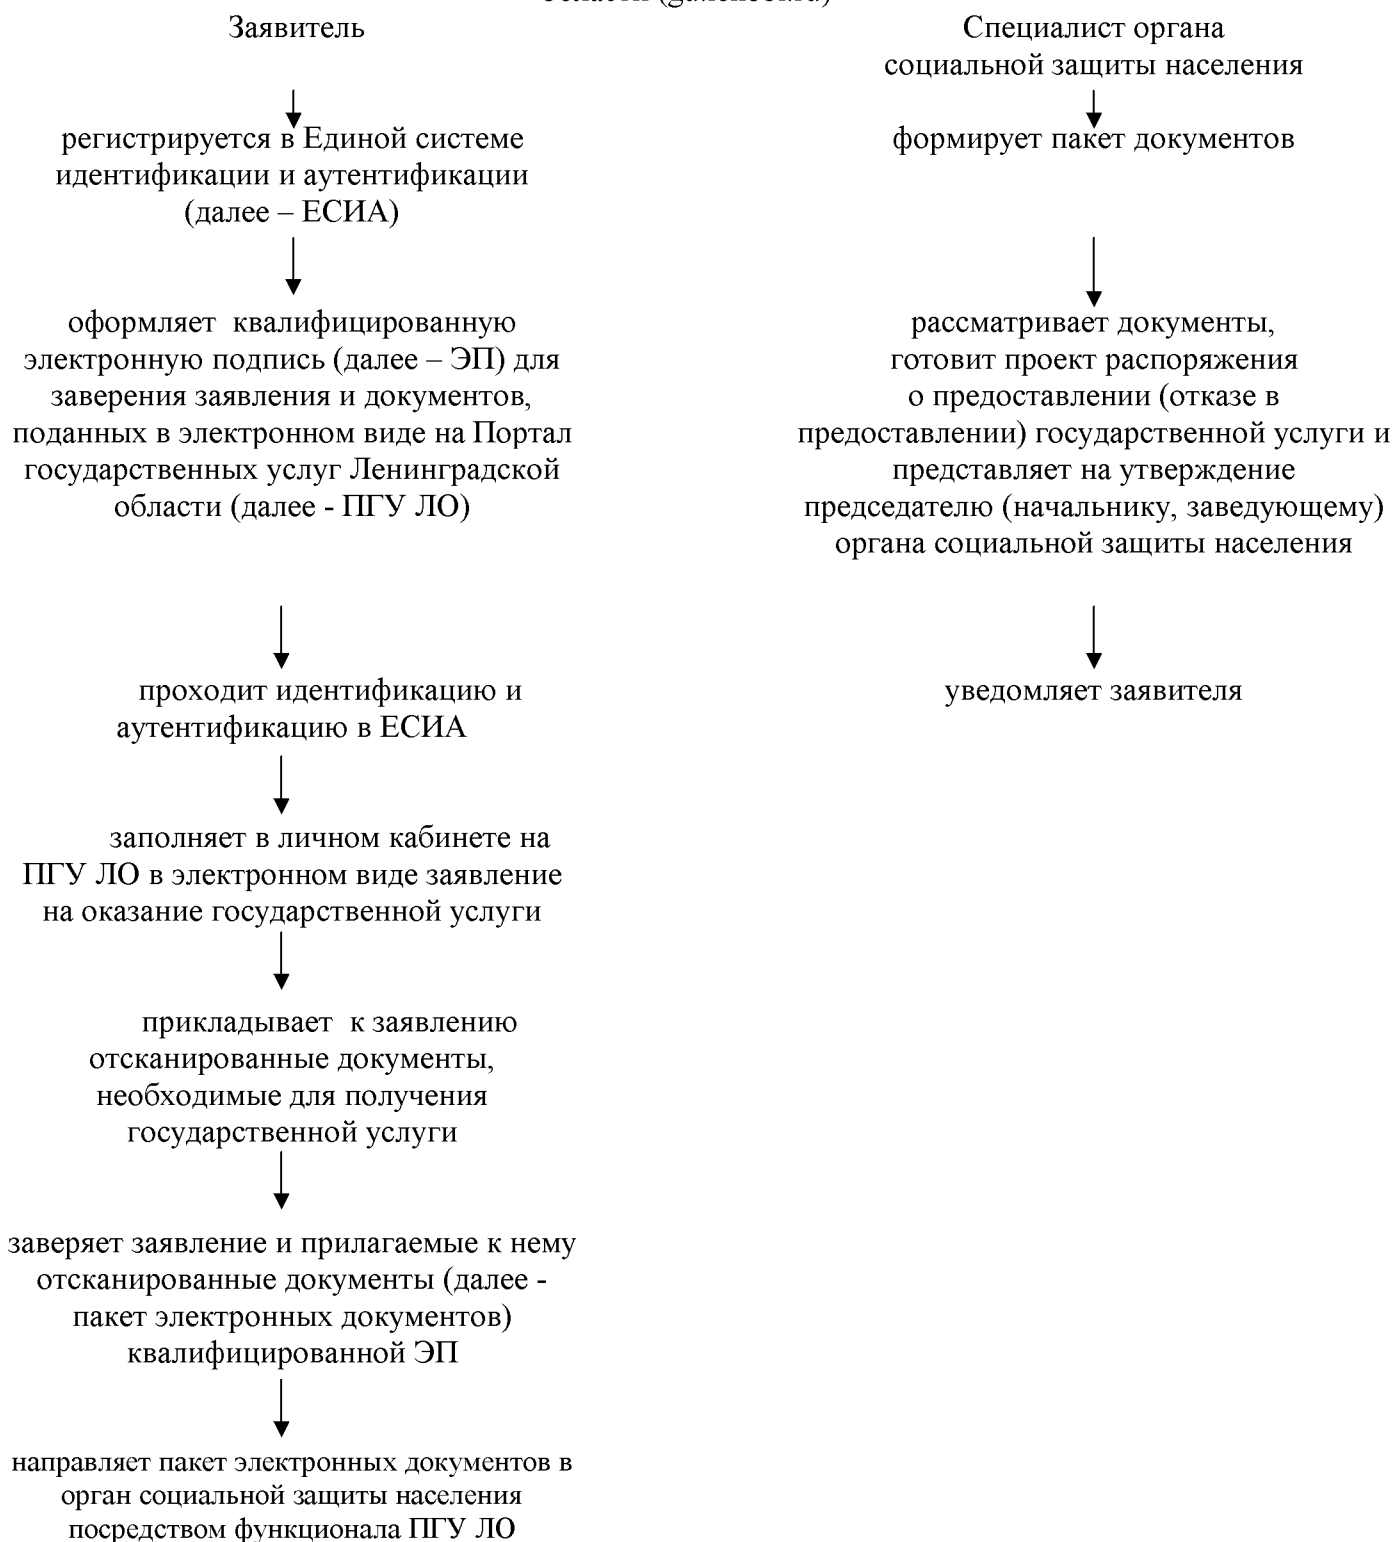 Заявитель
регистрируется в Единой системе
идентификации и аутентификации
(далее – ЕСИА)
оформляет квалифицированную
электронную подпись (далее – ЭП) для
заверения заявления и документов,
поданных в электронном виде на Портал
государственных услуг Ленинградской
области (далее - ПГУ ЛО)
проходит идентификацию и
аутентификацию в ЕСИА
заполняет в личном кабинете на
ПГУ ЛО в электронном виде заявление
на оказание государственной услуги
прикладывает к заявлению
отсканированные документы,
необходимые для получения
государственной услуги
заверяет заявление и прилагаемые к нему
отсканированные документы (далее -
пакет электронных документов)
квалифицированной ЭП
направляет пакет электронных документов в
орган социальной защиты населения
посредством функционала ПГУ ЛО
Специалист органа
социальной защиты населения
формирует пакет документов
рассматривает документы,
готовит проект распоряжения
о предоставлении (отказе в
предоставлении) государственной услуги и
представляет на утверждение
председателю (начальнику, заведующему)
органа социальной защиты населения
уведомляет заявителя